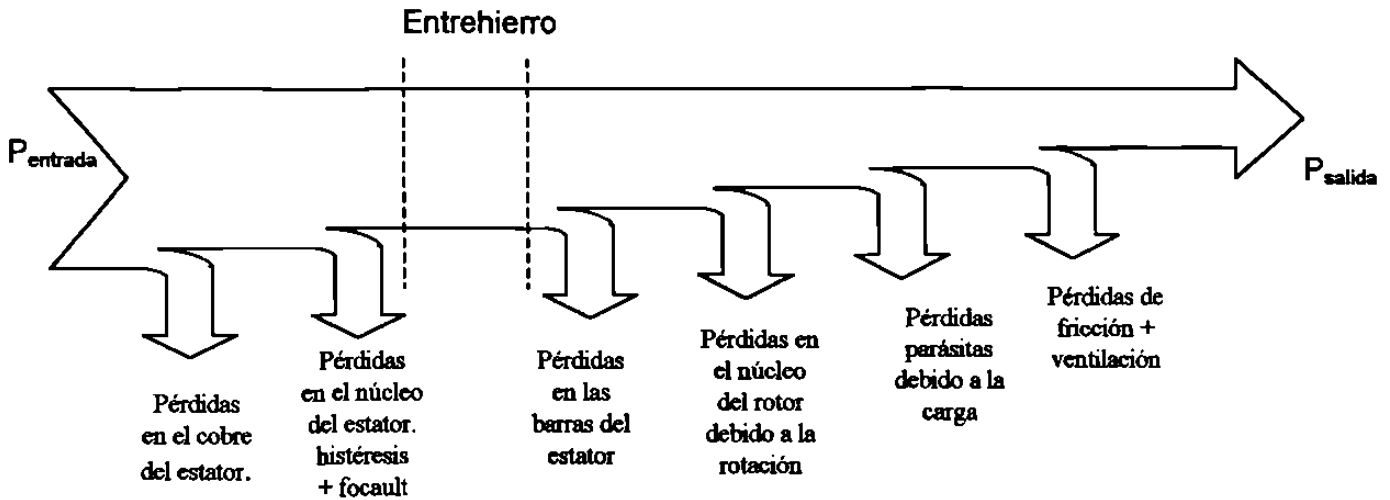 Entrehierro
Pentrada
Psalida
Pérdidas
en el cobre
del estator.
Pérdidas
en el núcleo
del estator.
histéresis
+ focault
Pérdidas
en las
barras del
estator
Pérdidas en
el núcleo
del rotor
debido a la
rotación
Pérdidas
parásitas
debido a la
carga
Pérdidas de
fricción +
ventilación